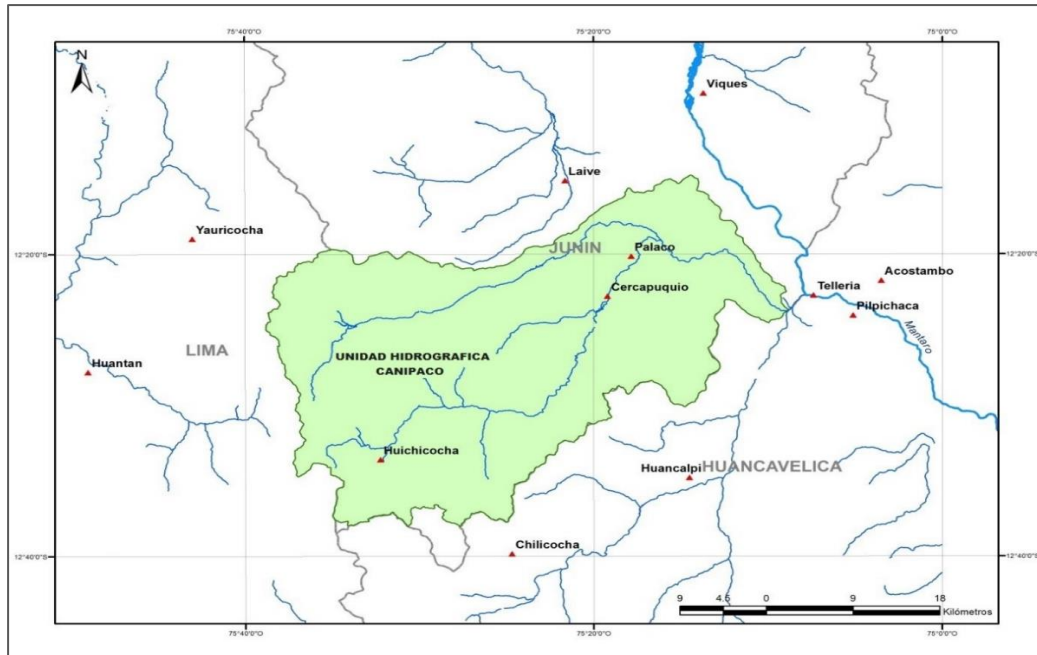 75°40'0"O
75°20'0"O
75°0'0"O
N
Viques
Laive
Yauricocha
JUNIN
Palaco
12°20'0"S
12°20'0"S
Acostambo
Telleria
Cercapuquio
Pilpichaca
Mantaro
LIMA
UNIDAD HIDROGRAFICA
CANIPACO
Huantan
Huichicocha
Huancalpi
HUANCAVELICA
Chilicocha
12°40'0"S
12°40'0"S
9 4.5 0 9 18
Kilómetros
75°40'0"O
75°20'0"O
75°0'0"O